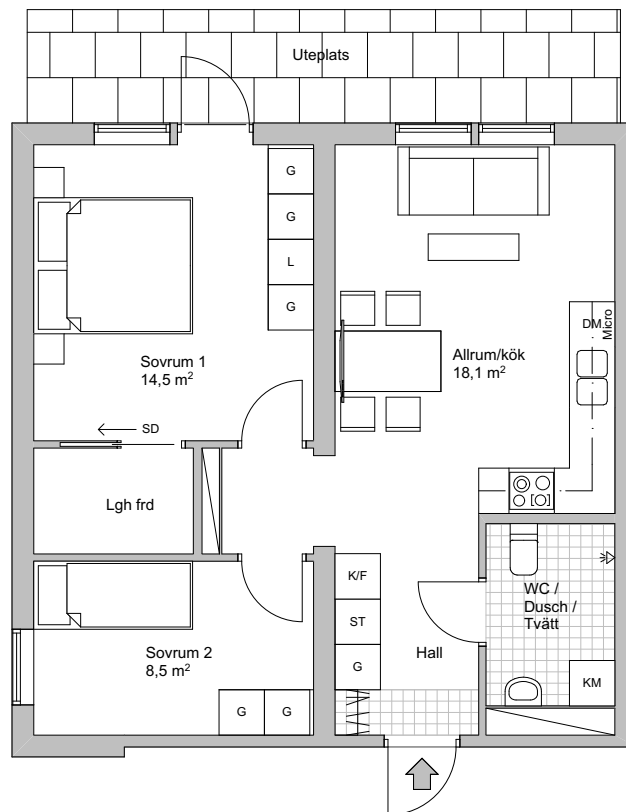 Uteplats
G
G
L
G
Sovrum 1
14,5 m²
SD
Lgh frd
Sovrum 2
8,5 m²
G
G
Allrum/kök
18,1 m²
DM
Micro
K/F
ST
G
Hall
WC /
Dusch /
Tvätt
KM